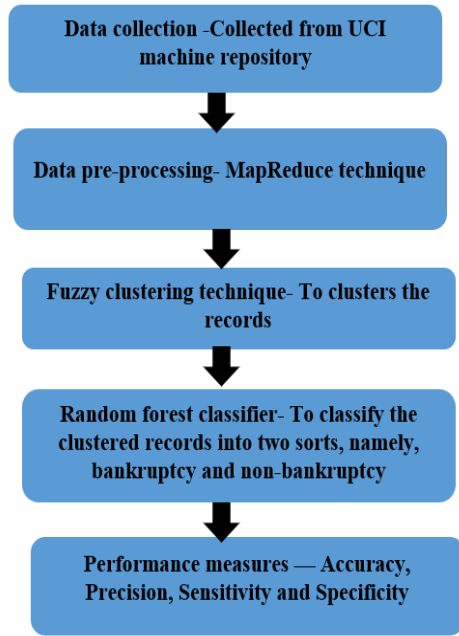 Data collection -Collected from UCI
machine repository
Data pre-processing- MapReduce technique
Fuzzy clustering technique- To clusters the
records
Random forest classifier- To classify the
clustered records into two sorts, namely,
bankruptcy and non-bankruptcy
Performance measures — Accuracy,
Precision, Sensitivity and Specificity